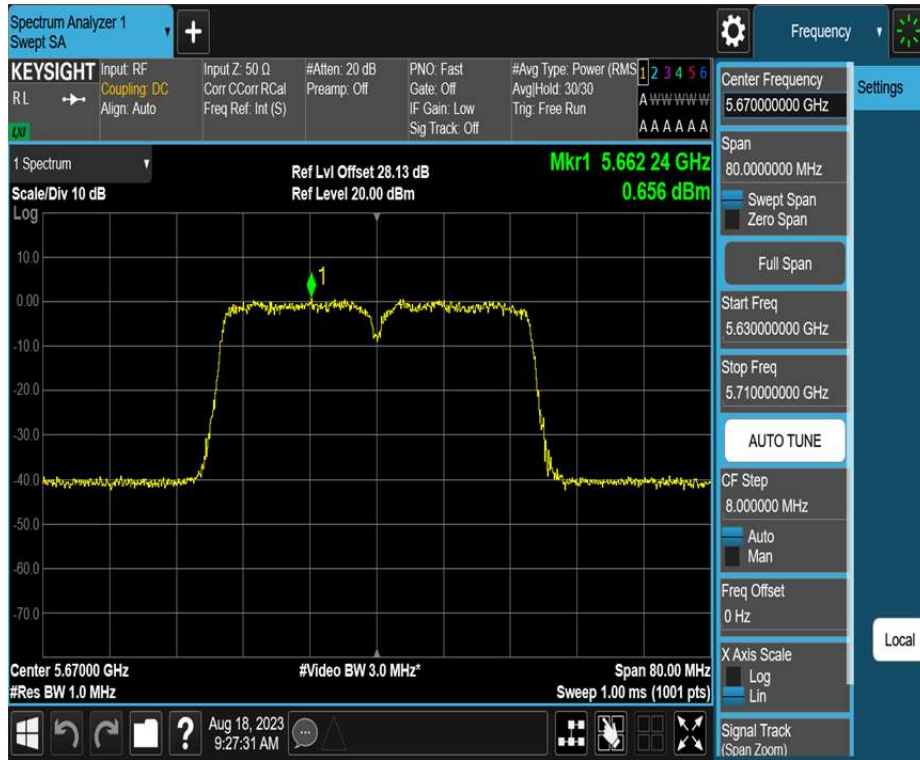 Spectrum Analyzer 1
Swept SA
+
Frequency
KEYSIGHT
RL
LXI
Input: RF
Coupling: DC
Align: Auto
Input Z: 50 Ω
Corr CCorr RCal
Freq Ref: Int (S)
#Atten: 20 dB
Preamp: Off
PNO: Fast
Gate: Off
IF Gain: Low
Sig Track: Off
#Avg Type: Power (RMS
Avg|Hold: 30/30
Trig: Free Run
1 2 3 4 5 6
A W W W W W
A A A A A A
1 Spectrum
Scale/Div 10 dB
Log
Ref Lvl Offset 28.13 dB
Ref Level 20.00 dBm
Mkr1 5.662 24 GHz
0.656 dBm
1
10.0
0.00
-10.0
-20.0
-30.0
-40.0
-50.0
-60.0
-70.0
Center 5.67000 GHz
#Res BW 1.0 MHz
#Video BW 3.0 MHz*
Span 80.00 MHz
Sweep 1.00 ms (1001 pts)
?
Aug 18, 2023
9:27:31 AM
Center Frequency
5.67000000 GHz
Span
80.0000000 MHz
Swept Span
Zero Span
Full Span
Start Freq
5.630000000 GHz
Stop Freq
5.710000000 GHz
AUTO TUNE
CF Step
8.000000 MHz
Auto
Man
Freq Offset
0 Hz
X Axis Scale
Log
Lin
Signal Track
(Span Zoom)
Settings
Local